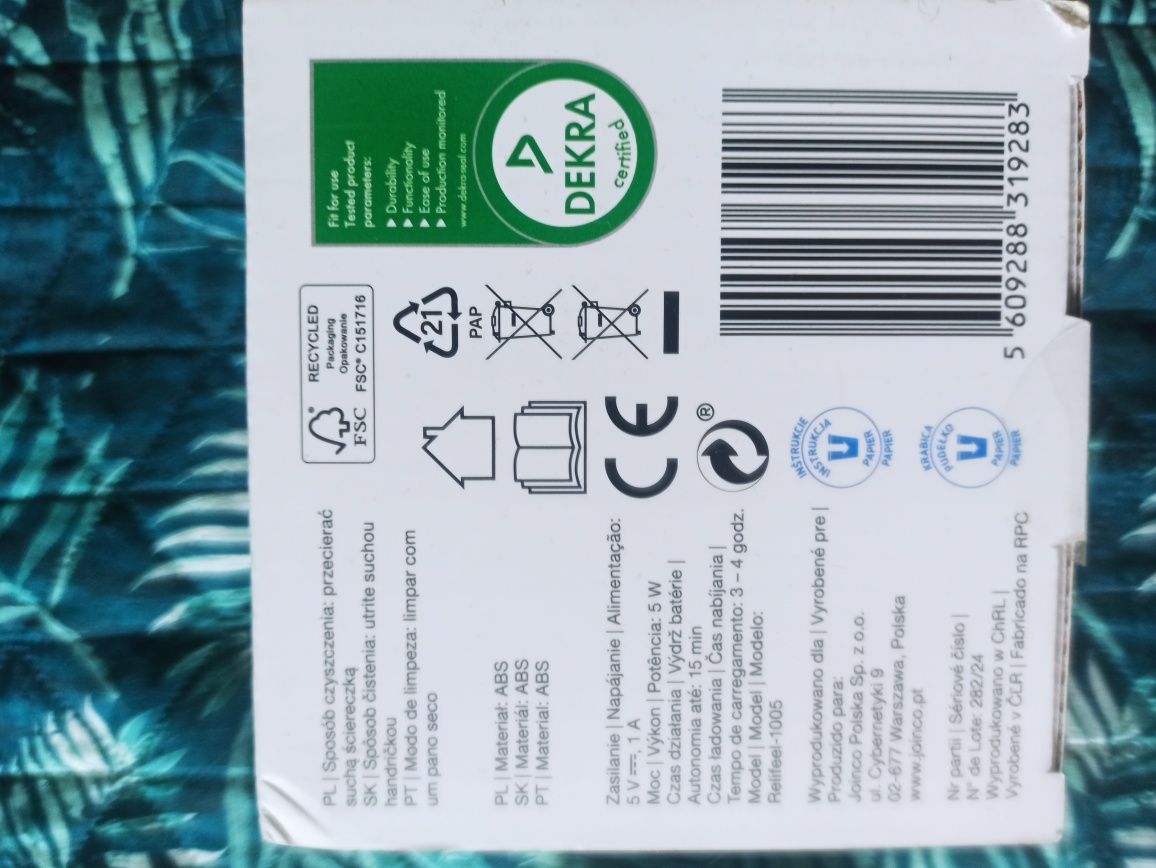 PL | Sposób czyszczenia: przecierać
suchą ściereczką
SK | Spôsob čistenia: utrite suchou
handričkou
PT | Modo de limpeza: limpar com
um pano seco
PL | Materiał: ABS
SK | Materiál: ABS
PT | Material: ABS
Zasilanie | Napájanie | Alimentação:
5 V⎓, 1 A
Moc | Výkon | Potência: 5 W
Czas działania | Výdrž batérie |
Autonomia até: 15 min
Czas ładowania | Čas nabíjania |
Tempo de carregamento: 3 – 4 godz.
Model | Model | Modelo:
Relifeel-1005
Wyprodukowano dla | Vyrobené pre |
Produzido para:
Joinco Polska Sp. z o.o.
ul. Cybernetyki 9
02-677 Warszawa, Polska
www.joinco.pt
Nr partii | Sériové číslo |
N° de Lote: 282/24
Wyprodukowano w ChRL |
Vyrobené v ČĽR | Fabricado na RPC
FSC
RECYCLED
Packaging
Opakowanie
FSC® C151716
21
PAP
CE
®
INŠTRUKCIE
INSTRUKCJA
PAPIER
PAPIER
KRABICA
PUDEŁKO
PAPIER
PAPIER
Fit for use
Tested product
parameters:
▶ Durability
▶ Functionality
▶ Ease of use
▶ Production monitored
www.dekra-seal.com
DEKRA
certified
5 609288 319283